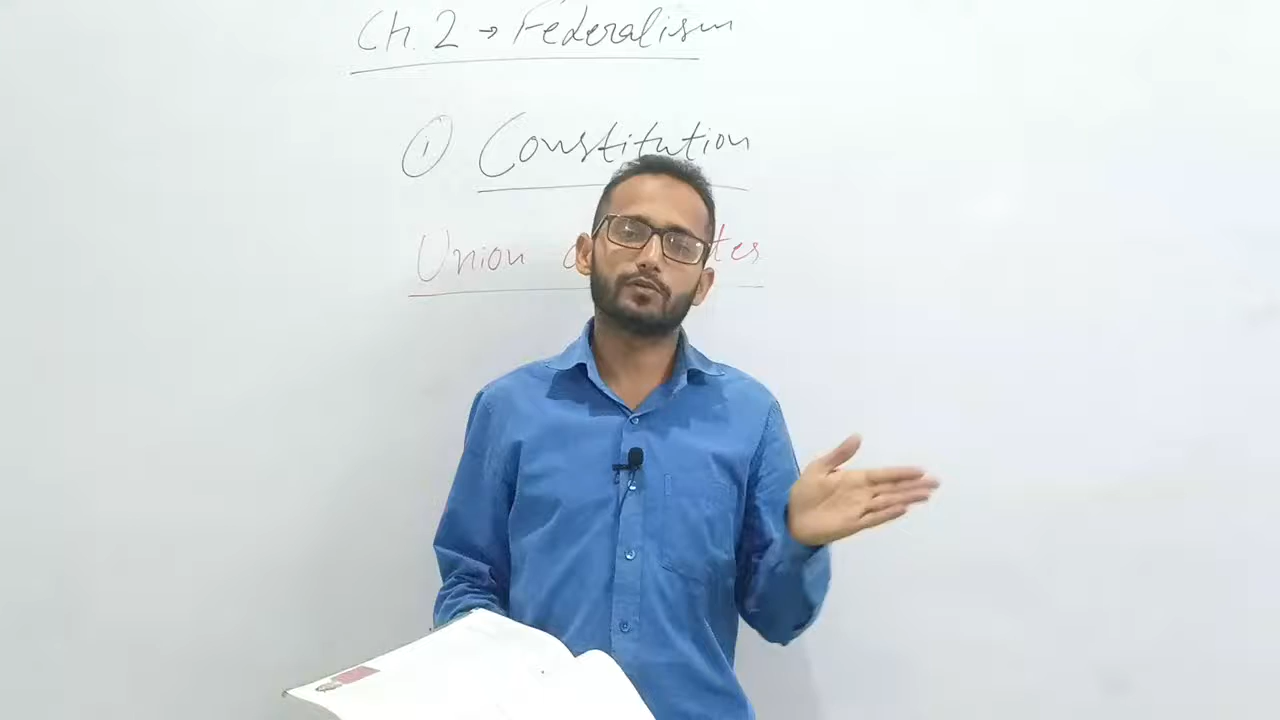 Ch. 2 → Federalism
① Constitution
Union